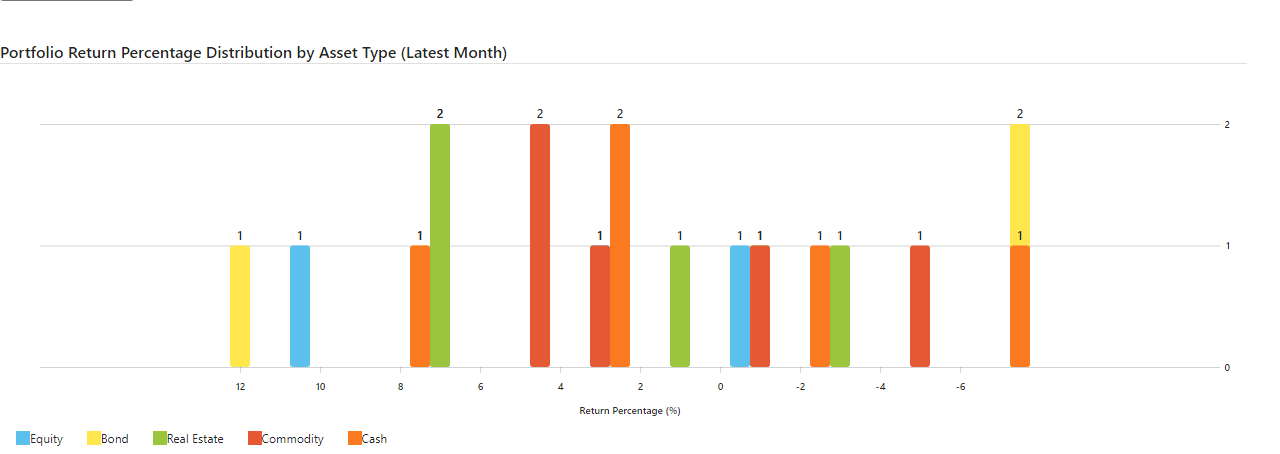 Portfolio Return Percentage Distribution by Asset Type (Latest Month)
2 2 2 2
2
1 1 1 1 1 1 1 1 1 1 1
1
0
12 10 8 6 4 2 0 -2 -4 -6
Return Percentage (%)
Equity Bond Real Estate Commodity Cash